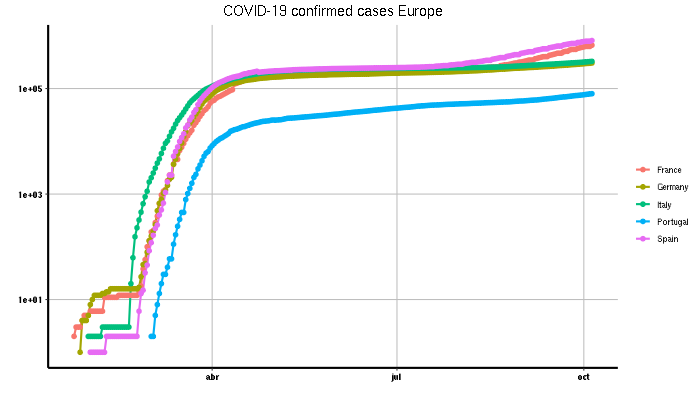 COVID-19 confirmed cases Europe
1e+05
1e+03
1e+01
abr
jul
oct
France
Germany
Italy
Portugal
Spain